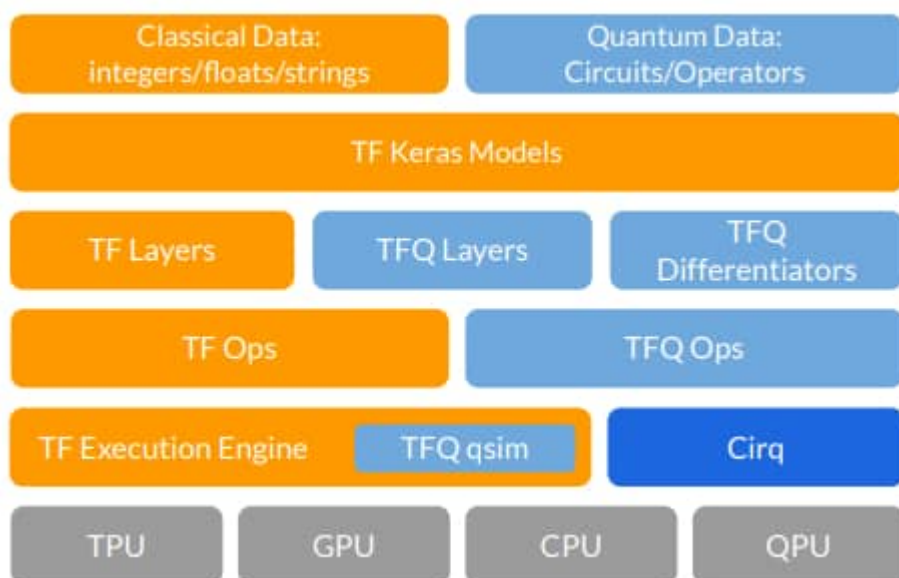 Classical Data:
integers/floats/strings
Quantum Data:
Circuits/Operators
TF Keras Models
TF Layers
TFQ Layers
TFQ
Differentiators
TF Ops
TFQ Ops
TF Execution Engine
TFQ qsim
Cirq
TPU
GPU
CPU
QPU